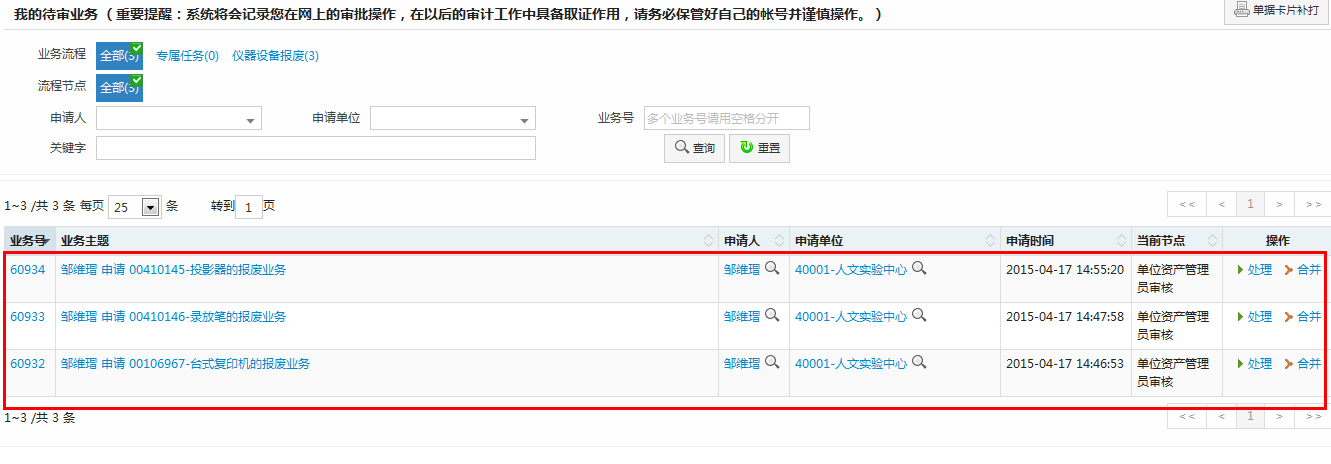 我的待审业务（ 重要提醒：系统将会记录您在网上的审批操作，在以后的审计工作中具备取证作用，请务必保管好自己的帐号并谨慎操作。）
单据卡片补打
业务流程 全部(3) 专属任务(0) 仪器设备报废(3)
流程节点 全部(3)
申请人 申请单位 业务号 多个业务号请用空格分开
关键字 查询 重置
1~3 /共 3 条 每页 25 条 转到 1 页 << < 1 > >>
业务号 业务主题 申请人 申请单位 申请时间 当前节点 操作
60934 邹维瑁 申请 00410145-投影器的报废业务 邹维瑁 40001-人文实验中心 2015-04-17 14:55:20 单位资产管理 处理 合并
员审核
60933 邹维瑁 申请 00410146-录放笔的报废业务 邹维瑁 40001-人文实验中心 2015-04-17 14:47:58 单位资产管理 处理 合并
员审核
60932 邹维瑁 申请 00106967-台式复印机的报废业务 邹维瑁 40001-人文实验中心 2015-04-17 14:46:53 单位资产管理 处理 合并
员审核
1~3 /共 3 条 << < 1 > >>